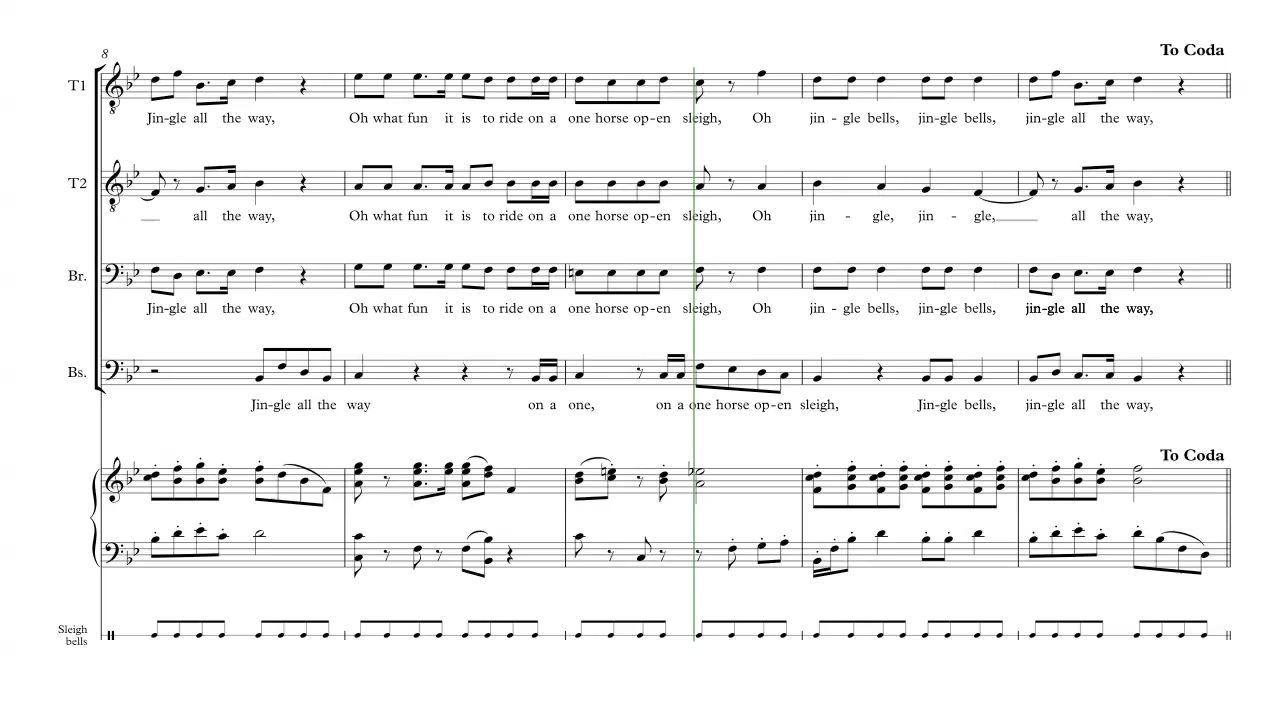 To Coda
8
T1
Jin-gle all the way, Oh what fun it is to ride on a one horse op-en sleigh, Oh jin - gle bells, jin-gle bells, jin-gle all the way,
T2
all the way, Oh what fun it is to ride on a one horse op-en sleigh, Oh jin - gle, jin - gle, all the way,
Br.
Jin-gle all the way, Oh what fun it is to ride on a one horse op-en sleigh, Oh jin - gle bells, jin-gle bells, jin-gle all the way,
Bs.
Jin-gle all the way on a one, on a one horse op-en sleigh, Jin-gle bells, jin-gle all the way,
To Coda
Sleigh
bells